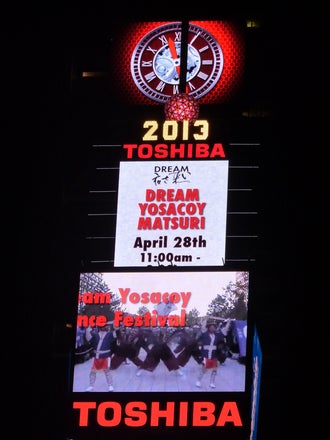 2013
TOSHIBA
DREAM
DREAM
YOSACOY
MATSURI
April 28th
11:00am -
am Yosacoy
nce Festival
TOSHIBA